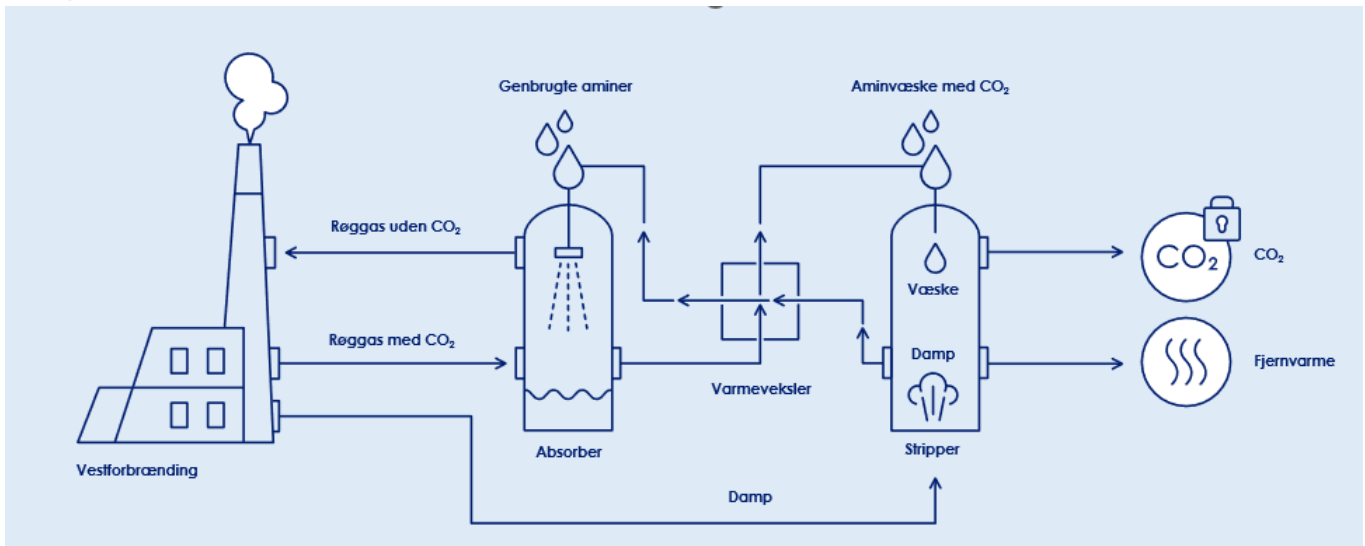 Genbrugte aminer
Aminvæske med CO₂
Røggas uden CO₂
CO₂
CO₂
Væske
Røggas med CO₂
Damp
Fjernvarme
Varmeveksler
Absorber
Stripper
Vestforbrænding
Damp